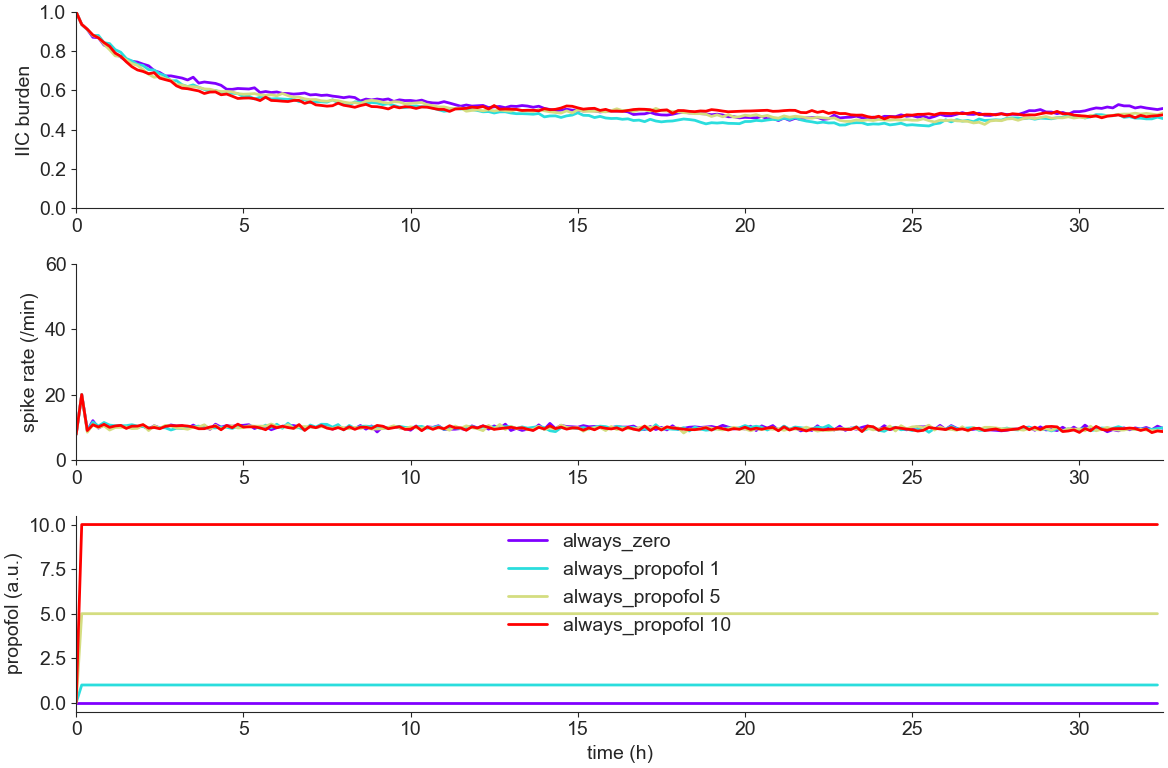 1.0
0.8
0.6
0.4
0.2
0.0
IIC burden
0 5 10 15 20 25 30
60
40
20
0
spike rate (/min)
0 5 10 15 20 25 30
10.0
7.5
5.0
2.5
0.0
propofol (a.u.)
always_zero
always_propofol 1
always_propofol 5
always_propofol 10
0 5 10 15 20 25 30
time (h)